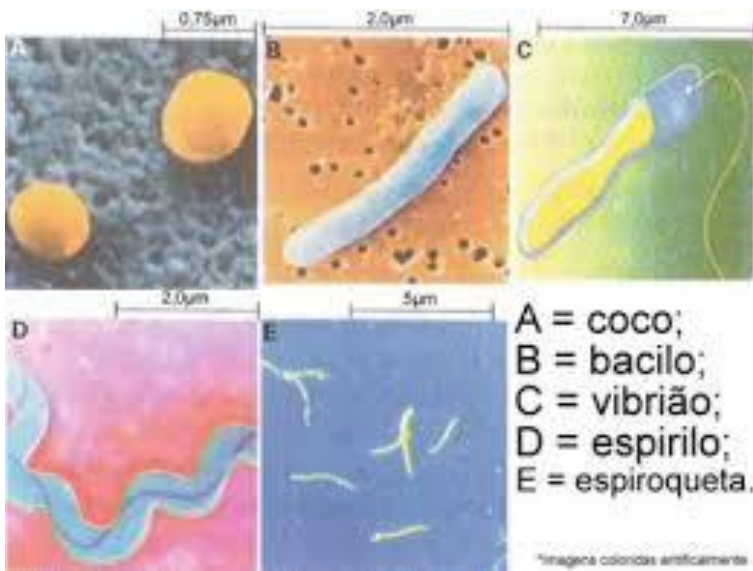 0,75µm
2,0µm
7,0µm
A
B
C
2,0µm
5µm
D
E
A = coco;
B = bacilo;
C = vibrião;
D = espirilo;
E = espiroqueta.
*Imagens coloridas artificialmente